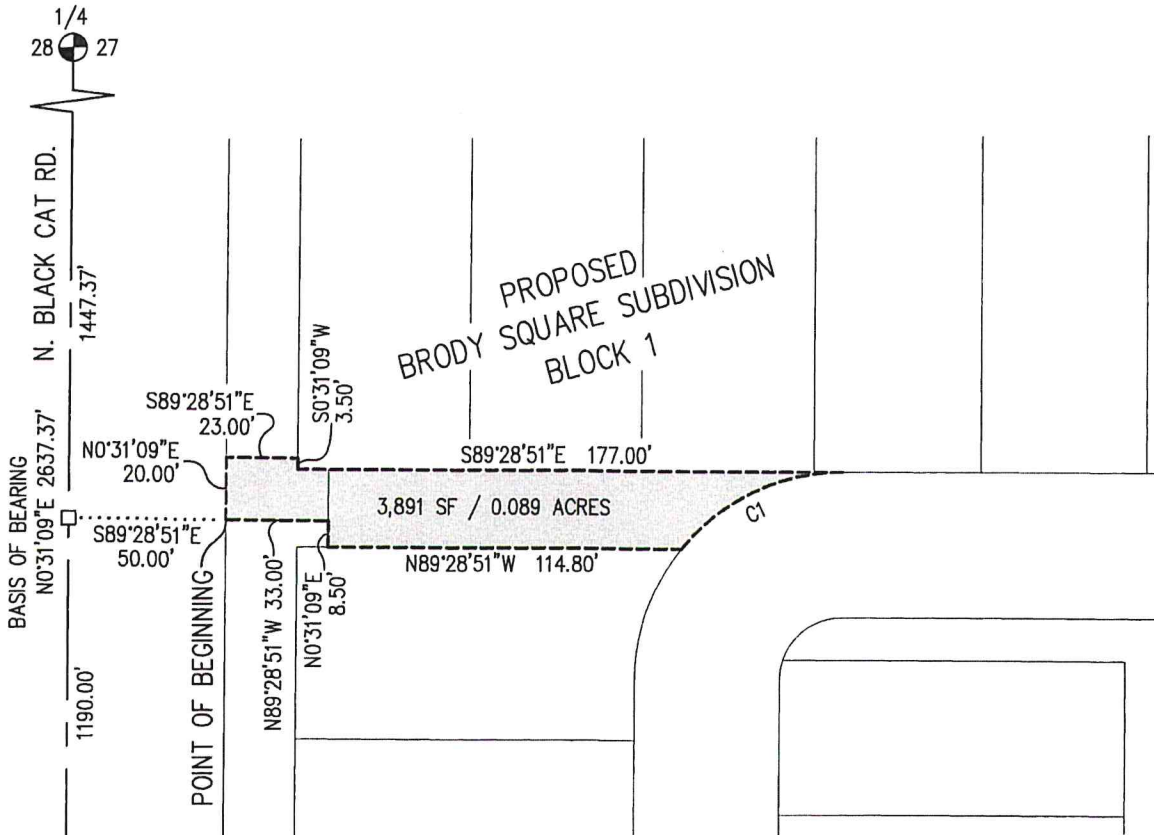 1/4
28 27
N. BLACK CAT RD.
1447.37'
BASIS OF BEARING
N0°31'09"E 2637.37'
1190.00'
PROPOSED
BRODY SQUARE SUBDIVISION
BLOCK 1
S0°31'09"W
3.50'
S89°28'51"E
23.00'
N0°31'09"E
20.00'
S89°28'51"E 177.00'
3,891 SF / 0.089 ACRES
C1
S89°28'51"E
50.00'
N89°28'51"W 114.80'
POINT OF BEGINNING
N89°28'51"W 33.00'
N0°31'09"E
8.50'